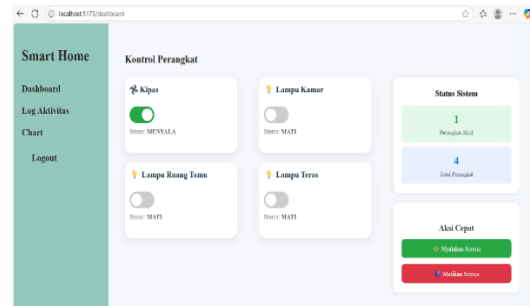 localhost:5173/dashboard
Smart Home
Dashboard
Log Aktivitas
Chart
Logout
Kontrol Perangkat
Kipas
Status: MENYALA
Lampu Kamar
Status: MATI
Lampu Ruang Tamu
Status: MATI
Lampu Teras
Status: MATI
Status Sistem
1
Perangkat Aktif
4
Total Perangkat
Aksi Cepat
Nyalakan Semua
Matikan Semua